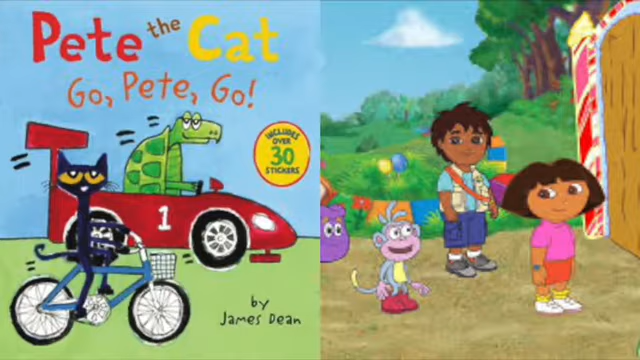 Pete the Cat
Go, Pete, Go!
INCLUDES
OVER
30
STICKERS
1
by
James Dean